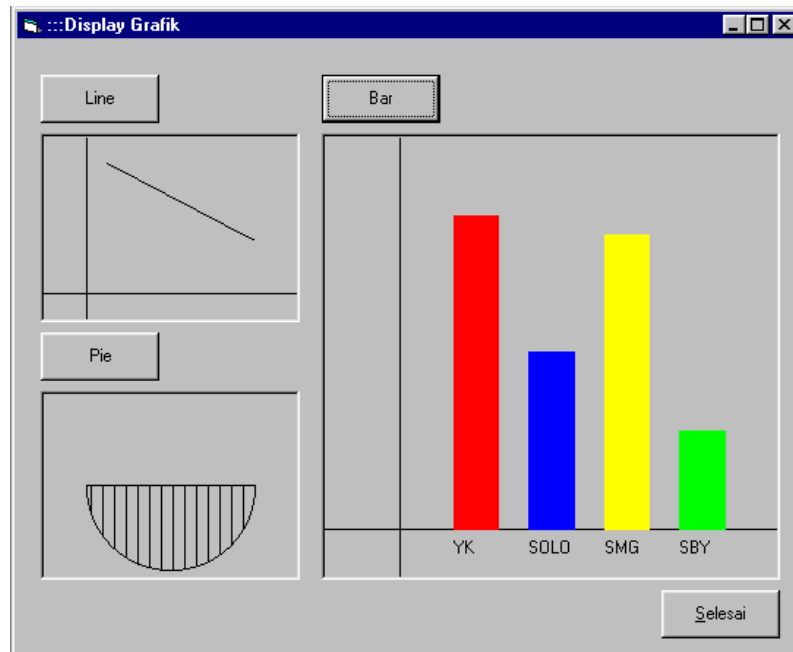 :::Display Grafik
Line
Bar
Pie
YK SOLO SMG SBY
Selesai